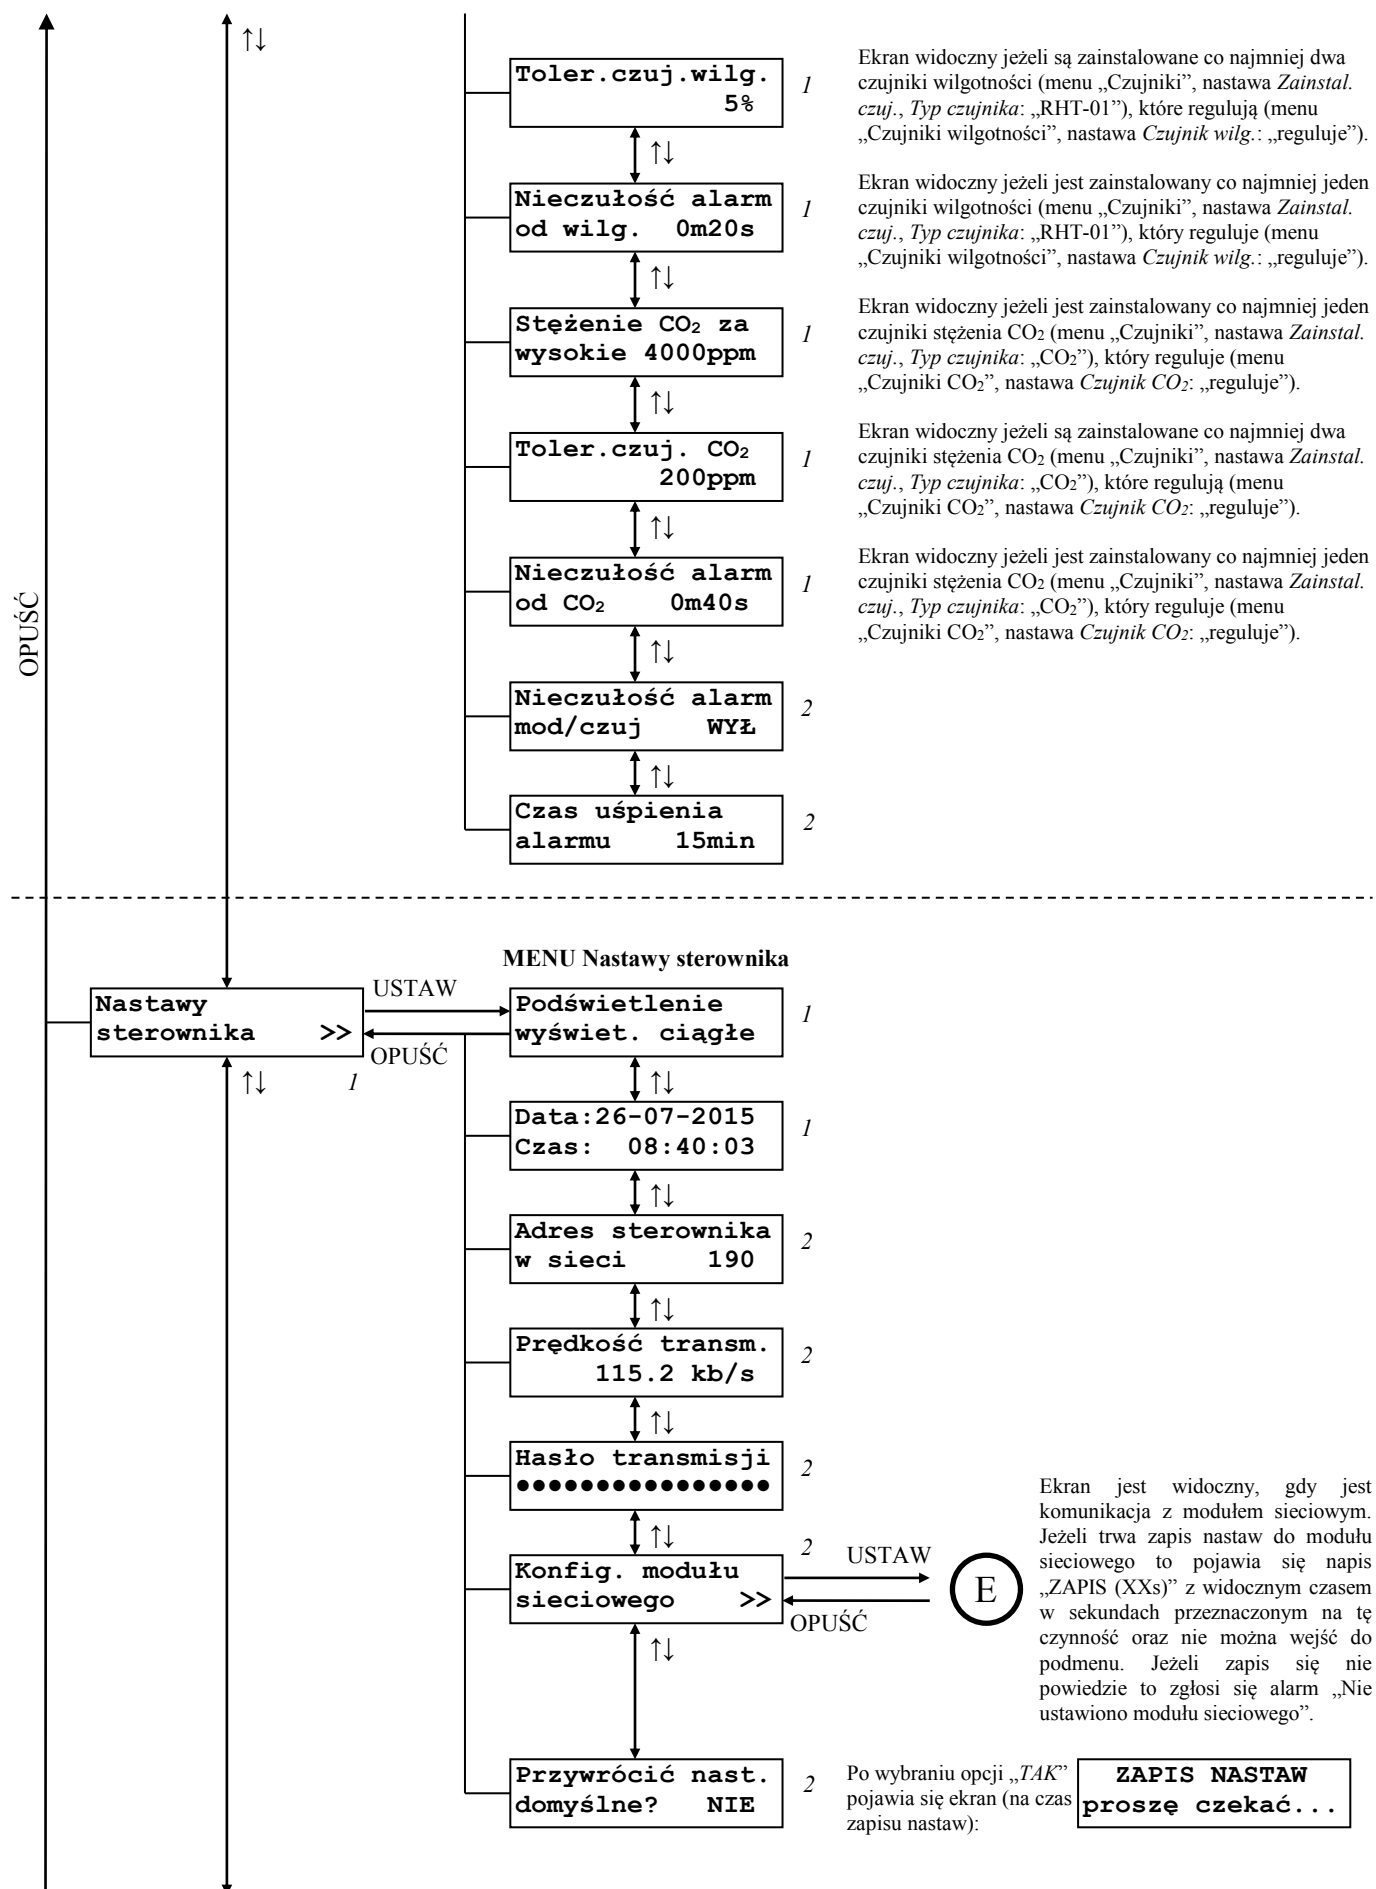 ↑↓
Toler.czuj.wilg.
5%
1
Ekran widoczny jeżeli są zainstalowane co najmniej dwa
czujniki wilgotności (menu „Czujniki”, nastawa Zainstal.
czuj., Typ czujnika: „RHT-01”), które regulują (menu
„Czujniki wilgotności”, nastawa Czujnik wilg.: „reguluje”).
↑↓
Nieczułość alarm
od wilg. 0m20s
1
Ekran widoczny jeżeli jest zainstalowany co najmniej jeden
czujniki wilgotności (menu „Czujniki”, nastawa Zainstal.
czuj., Typ czujnika: „RHT-01”), który reguluje (menu
„Czujniki wilgotności”, nastawa Czujnik wilg.: „reguluje”).
↑↓
Stężenie CO₂ za
wysokie 4000ppm
1
Ekran widoczny jeżeli jest zainstalowany co najmniej jeden
czujniki stężenia CO₂ (menu „Czujniki”, nastawa Zainstal.
czuj., Typ czujnika: „CO₂”), który reguluje (menu
„Czujniki CO₂”, nastawa Czujnik CO₂: „reguluje”).
↑↓
Toler.czuj. CO₂
200ppm
1
Ekran widoczny jeżeli są zainstalowane co najmniej dwa
czujniki stężenia CO₂ (menu „Czujniki”, nastawa Zainstal.
czuj., Typ czujnika: „CO₂”), które regulują (menu
„Czujniki CO₂”, nastawa Czujnik CO₂: „reguluje”).
↑↓
Nieczułość alarm
od CO₂ 0m40s
1
Ekran widoczny jeżeli jest zainstalowany co najmniej jeden
czujniki stężenia CO₂ (menu „Czujniki”, nastawa Zainstal.
czuj., Typ czujnika: „CO₂”), który reguluje (menu
„Czujniki CO₂”, nastawa Czujnik CO₂: „reguluje”).
OPUŚĆ
↑↓
Nieczułość alarm
mod/czuj WYŁ
2
↑↓
Czas uśpienia
alarmu 15min
2
MENU Nastawy sterownika
Nastawy
sterownika >>
1
↑↓
USTAW
OPUŚĆ
Podświetlenie
wyświet. ciągłe
1
↑↓
Data:26-07-2015
Czas: 08:40:03
1
↑↓
Adres sterownika
w sieci 190
2
↑↓
Prędkość transm.
115.2 kb/s
2
↑↓
Hasło transmisji
●●●●●●●●●●●●●●●●
2
↑↓
Konfig. modułu
sieciowego >>
2
USTAW
OPUŚĆ
E
Ekran jest widoczny, gdy jest
komunikacja z modułem sieciowym.
Jeżeli trwa zapis nastaw do modułu
sieciowego to pojawia się napis
„ZAPIS (XXs)” z widocznym czasem
w sekundach przeznaczonym na tę
czynność oraz nie można wejść do
podmenu. Jeżeli zapis się nie
powiedzie to zgłosi się alarm „Nie
ustawiono modułu sieciowego”.
↑↓
Przywrócić nast.
domyślne? NIE
2
Po wybraniu opcji „TAK”
pojawia się ekran (na czas
zapisu nastaw):
ZAPIS NASTAW
proszę czekać...